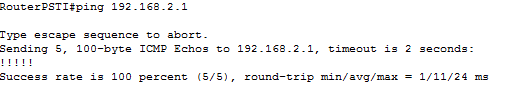 RouterPSTI#ping 192.168.2.1
Type escape sequence to abort.
Sending 5, 100-byte ICMP Echos to 192.168.2.1, timeout is 2 seconds:
!!!!!
Success rate is 100 percent (5/5), round-trip min/avg/max = 1/11/24 ms